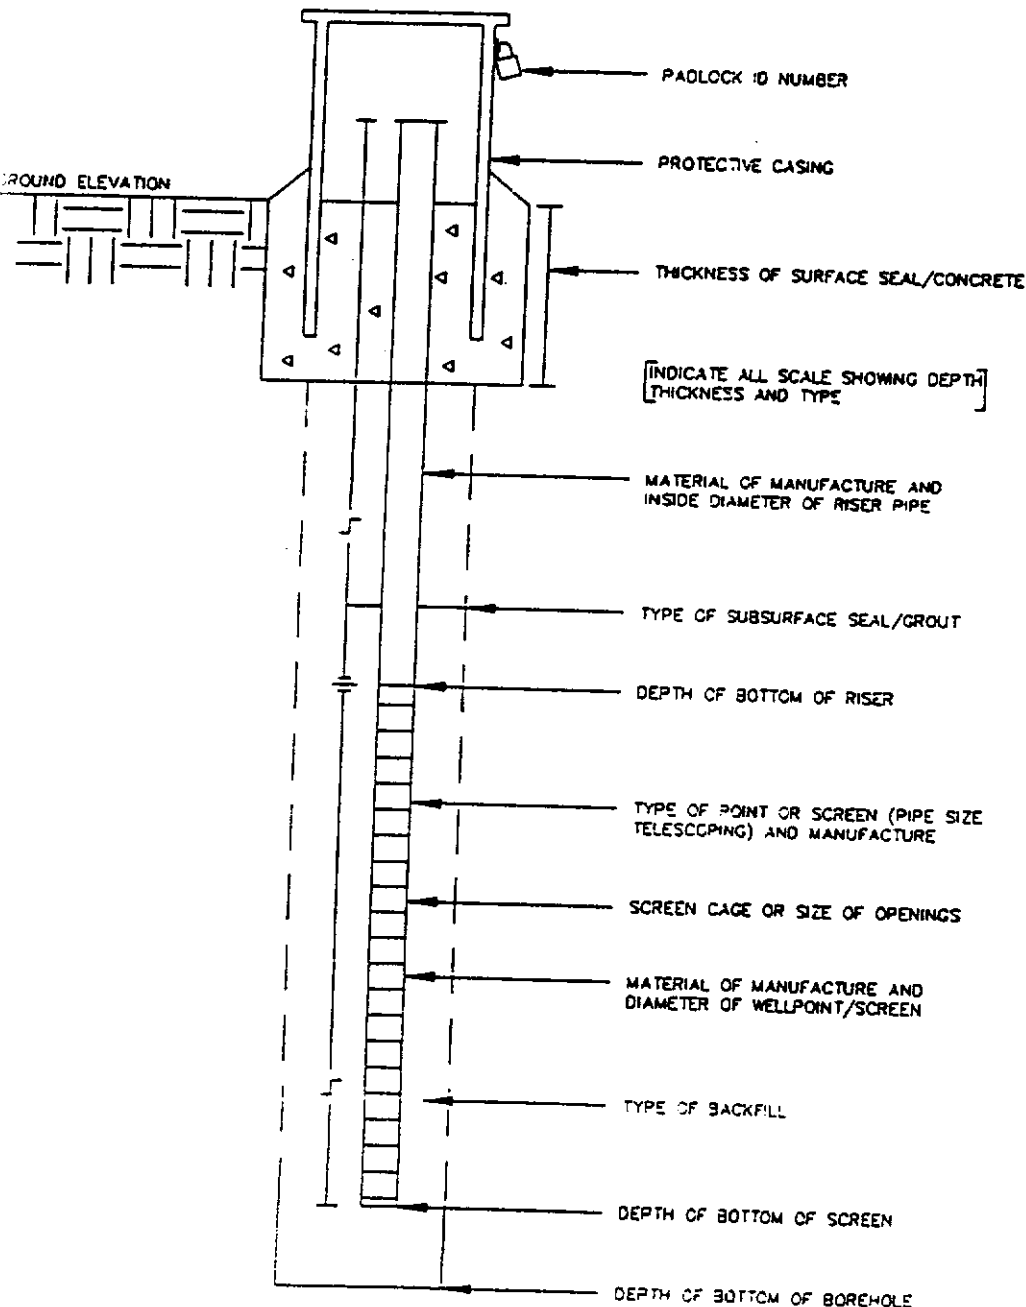 PADLOCK ID NUMBER
PROTECTIVE CASING
GROUND ELEVATION
THICKNESS OF SURFACE SEAL/CONCRETE
[INDICATE ALL SCALE SHOWING DEPTH
THICKNESS AND TYPE]
MATERIAL OF MANUFACTURE AND
INSIDE DIAMETER OF RISER PIPE
TYPE OF SUBSURFACE SEAL/GROUT
DEPTH OF BOTTOM OF RISER
TYPE OF POINT OR SCREEN (PIPE SIZE
TELESCOPING) AND MANUFACTURE
SCREEN GAGE OR SIZE OF OPENINGS
MATERIAL OF MANUFACTURE AND
DIAMETER OF WELLPOINT/SCREEN
TYPE OF BACKFILL
DEPTH OF BOTTOM OF SCREEN
DEPTH OF BOTTOM OF BOREHOLE